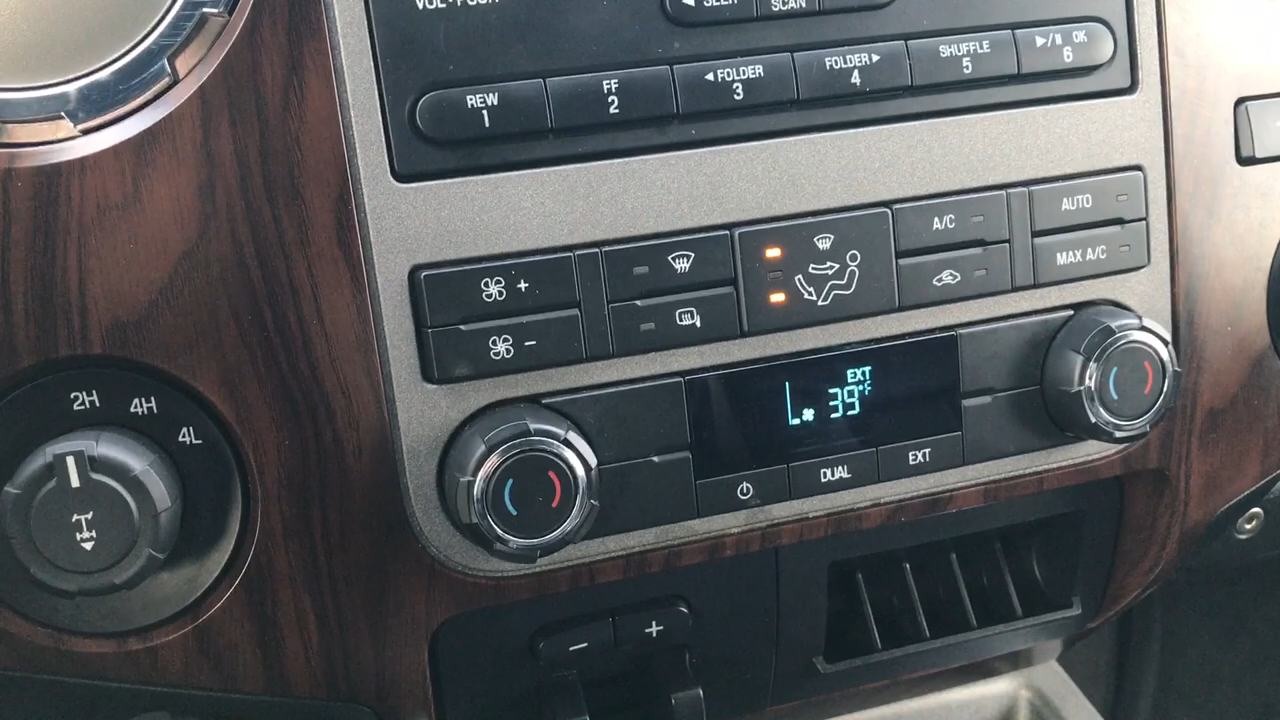 VOL • PUSH
◄ SEEK
SCAN
REW
1
FF
2
◄ FOLDER
3
FOLDER ►
4
SHUFFLE
5
►/II OK
6
+
−
A/C
AUTO
MAX A/C
EXT
39°F
DUAL
EXT
2H
4H
4L
−
+